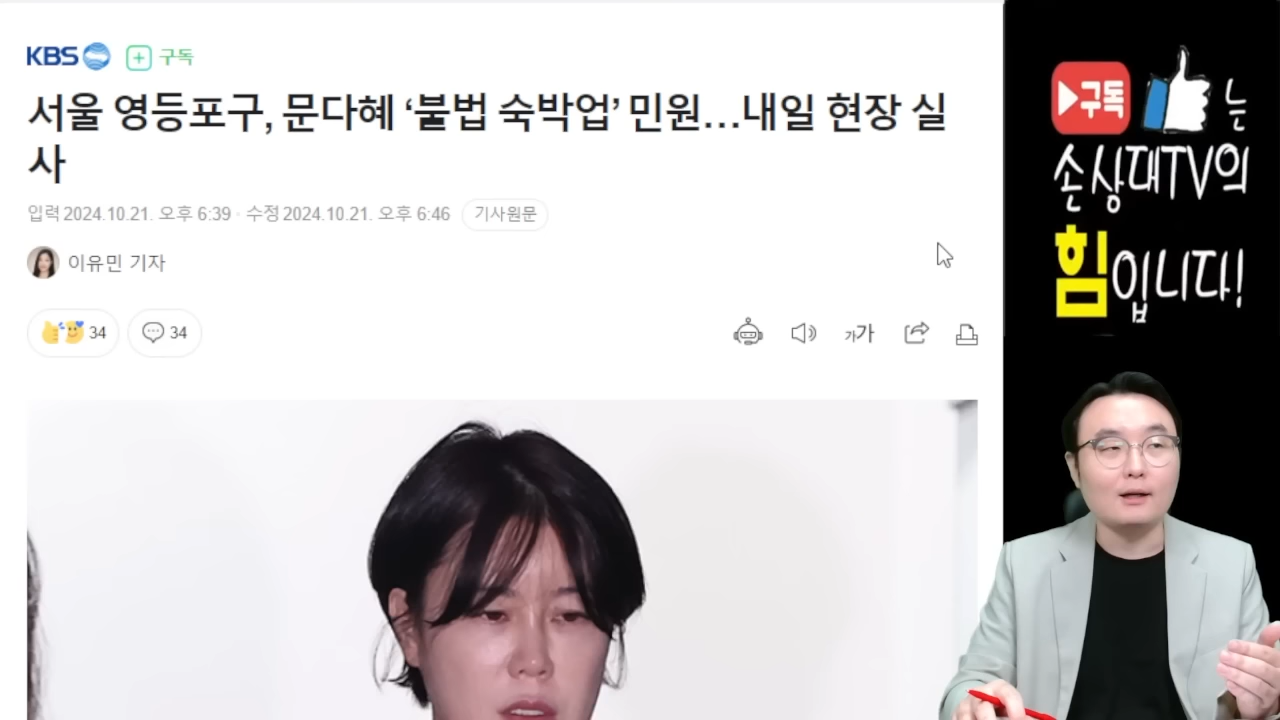 KBS
구독
서울 영등포구, 문다혜 ‘불법 숙박업’ 민원…내일 현장 실
사
입력 2024.10.21. 오후 6:39 · 수정 2024.10.21. 오후 6:46 기사원문
이유민 기자
34 34
가가
구독 는
손상대TV의
힘입니다!